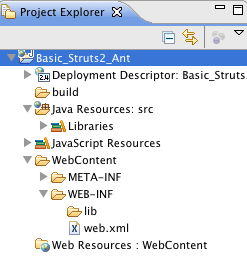 Project Explorer
Basic_Struts2_Ant
Deployment Descriptor: Basic_Struts
build
Java Resources: src
Libraries
JavaScript Resources
WebContent
META-INF
WEB-INF
lib
web.xml
Web Resources : WebContent